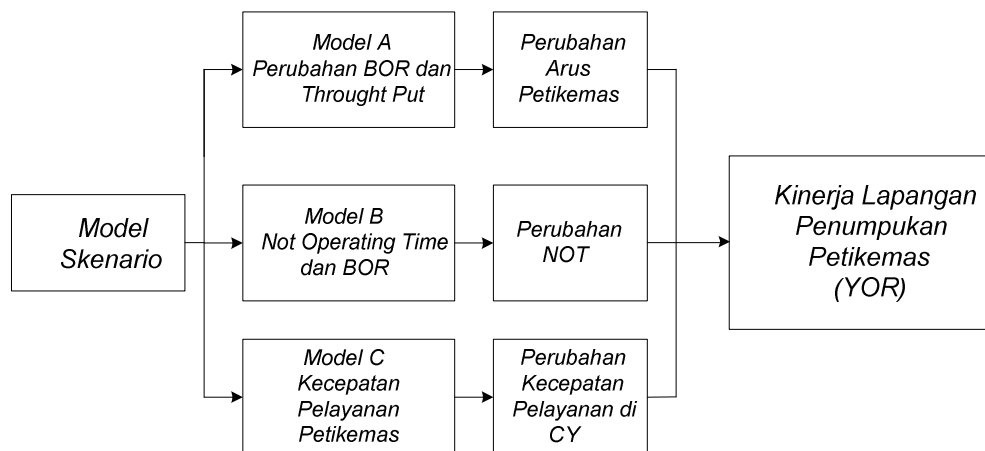 Model
Skenario
Model A
Perubahan BOR dan
Throught Put
Perubahan
Arus
Petikemas
Model B
Not Operating Time
dan BOR
Perubahan
NOT
Model C
Kecepatan
Pelayanan
Petikemas
Perubahan
Kecepatan
Pelayanan di
CY
Kinerja Lapangan
Penumpukan
Petikemas
(YOR)